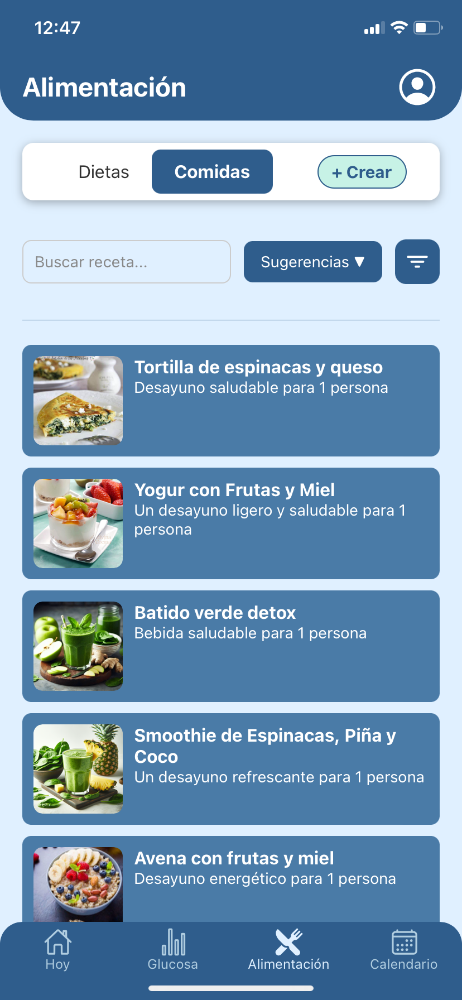 12:47
Alimentación
Dietas
Comidas
+ Crear
Buscar receta...
Sugerencias ▼
Tortilla de espinacas y queso
Desayuno saludable para 1 persona
Yogur con Frutas y Miel
Un desayuno ligero y saludable para 1
persona
Batido verde detox
Bebida saludable para 1 persona
Smoothie de Espinacas, Piña y
Coco
Un desayuno refrescante para 1 persona
Avena con frutas y miel
Desayuno energético para 1 persona
Hoy
Glucosa
Alimentación
Calendario